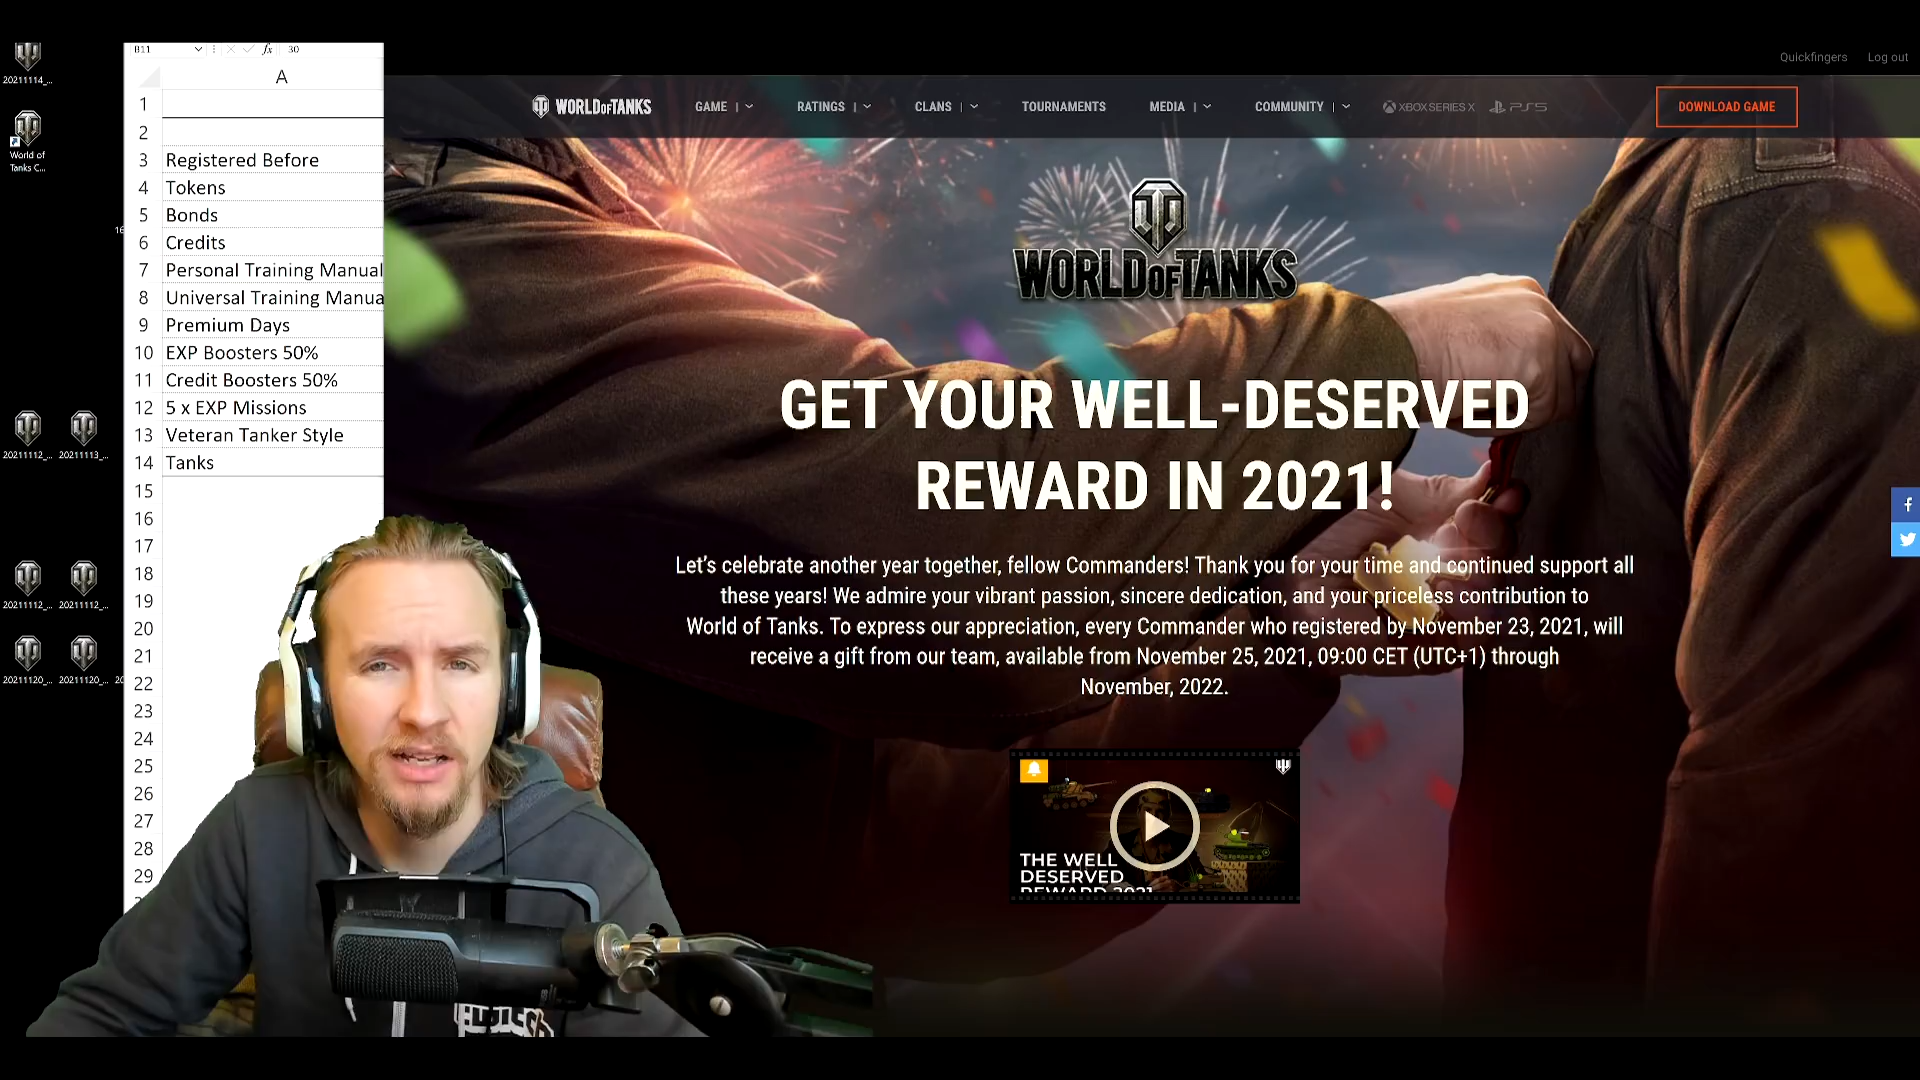 20211114_...
World of
Tanks C...
20211112_...
20211113_...
20211112_...
20211112_...
20211120_...
20211120_...
B11
fx
30
A
1
2
3 Registered Before
4 Tokens
5 Bonds
6 Credits
7 Personal Training Manual
8 Universal Training Manua
9 Premium Days
10 EXP Boosters 50%
11 Credit Boosters 50%
12 5 x EXP Missions
13 Veteran Tanker Style
14 Tanks
15
16
17
18
19
20
21
22
23
24
25
26
27
28
29
Quickfingers
Log out
WORLD OF TANKS
GAME
RATINGS
CLANS
TOURNAMENTS
MEDIA
COMMUNITY
XBOX SERIES X
PS5
DOWNLOAD GAME
WORLD OF TANKS
GET YOUR WELL-DESERVED
REWARD IN 2021!
Let's celebrate another year together, fellow Commanders! Thank you for your time and continued support all
these years! We admire your vibrant passion, sincere dedication, and your priceless contribution to
World of Tanks. To express our appreciation, every Commander who registered by November 23, 2021, will
receive a gift from our team, available from November 25, 2021, 09:00 CET (UTC+1) through
November, 2022.
THE WELL
DESERVED
REWARD 2021